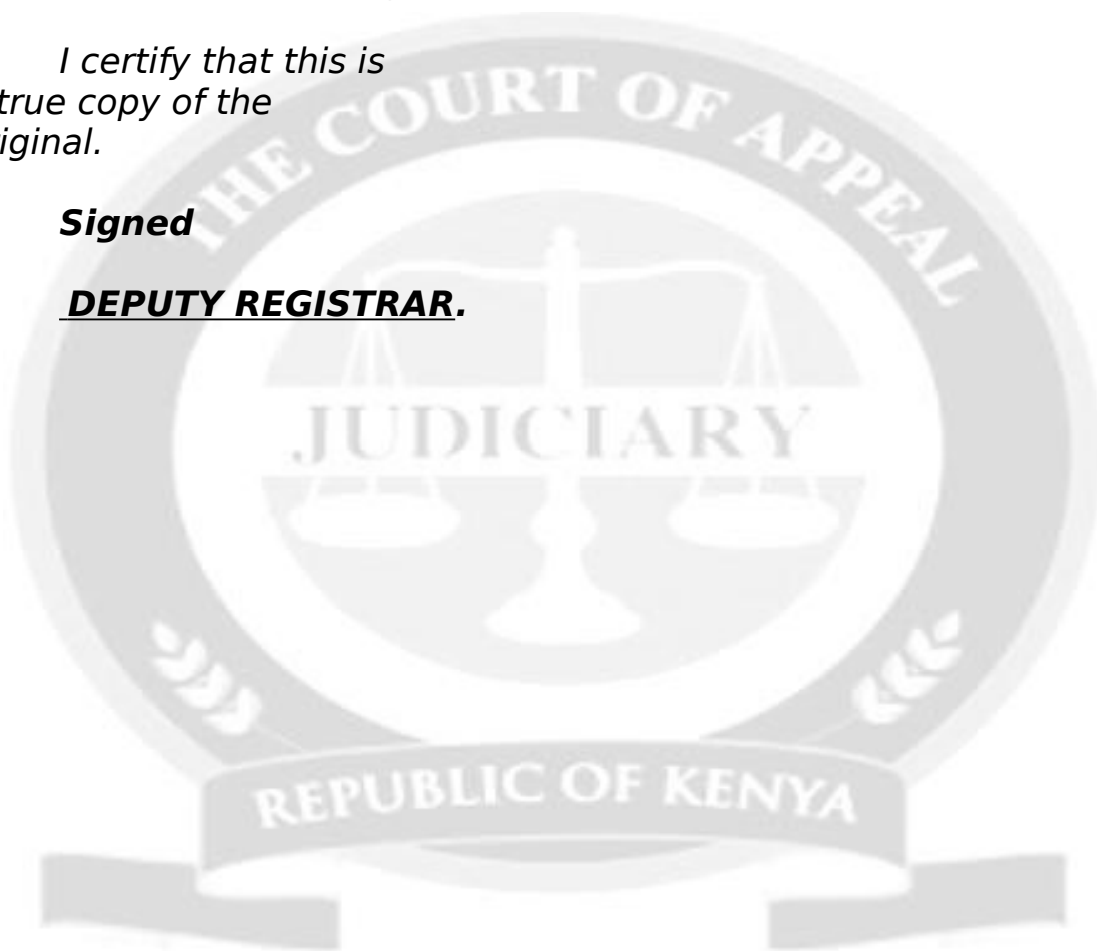 I certify that this is
true copy of the
iginal.
Signed
DEPUTY REGISTRAR.
THE COURT OF APPEAL
JUDICIARY
REPUBLIC OF KENYA